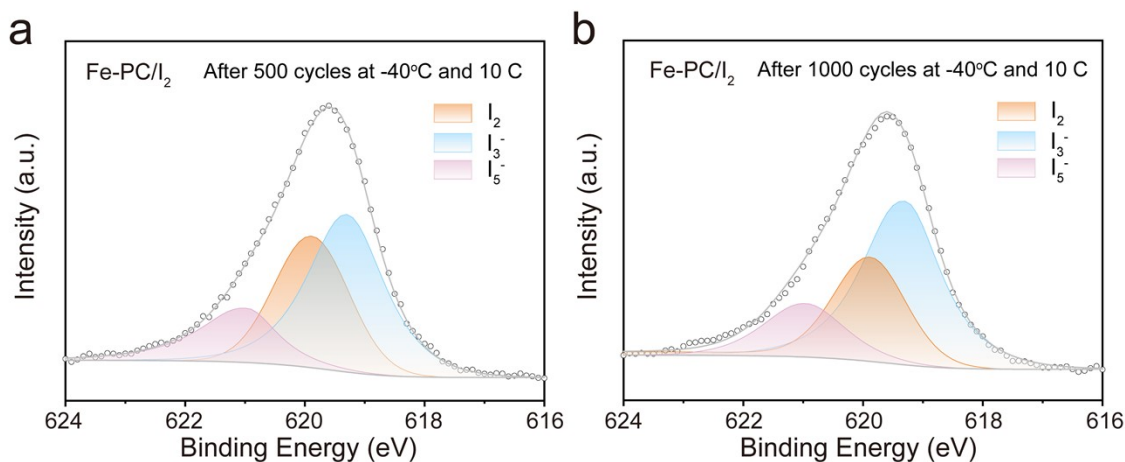 a
Fe-PC/I₂ After 500 cycles at -40°C and 10 C
I₂
I₃⁻
I₅⁻
Intensity (a.u.)
624 622 620 618 616
Binding Energy (eV)
b
Fe-PC/I₂ After 1000 cycles at -40°C and 10 C
I₂
I₃⁻
I₅⁻
Intensity (a.u.)
624 622 620 618 616
Binding Energy (eV)